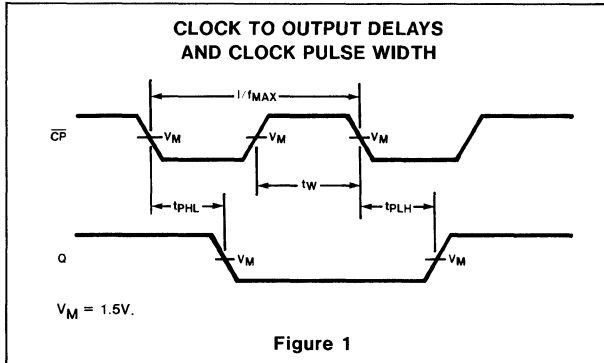 CLOCK TO OUTPUT DELAYS
AND CLOCK PULSE WIDTH
I/fMAX
CP
VM
VM
VM
tW
tPHL
tPLH
Q
VM
VM
VM = 1.5V.
Figure 1